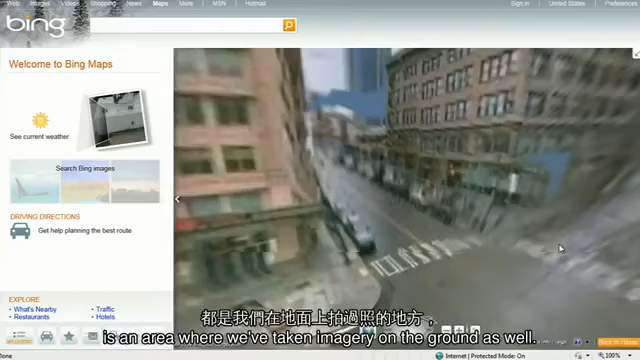 Web Images Videos Shopping News Maps More MSN Hotmail
Sign in United States Preferences
bing
Welcome to Bing Maps
See current weather
Search Bing images
DRIVING DIRECTIONS
Get help planning the best route
EXPLORE
What's Nearby
Traffic
Restaurants
Hotels
都是我們在地面上拍過照的地方，
is an area where we've taken imagery on the ground as well.
Done
Internet | Protected Mode: On
100%